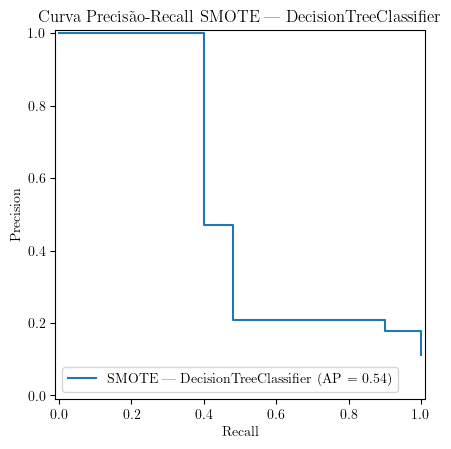 Curva Precisão-Recall SMOTE — DecisionTreeClassifier
1.0
0.8
0.6
0.4
0.2
0.0
Precision
SMOTE — DecisionTreeClassifier (AP = 0.54)
0.0 0.2 0.4 0.6 0.8 1.0
Recall